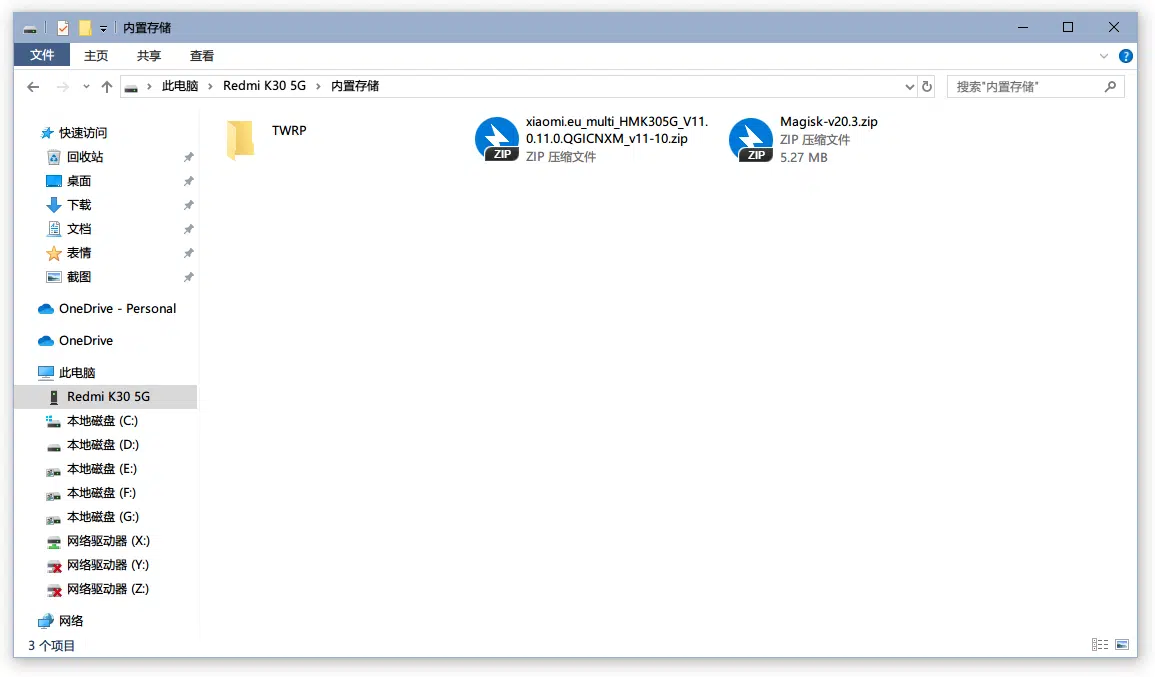 内置存储
文件 主页 共享 查看
此电脑 › Redmi K30 5G › 内置存储
搜索"内置存储"
快速访问
回收站
桌面
下载
文档
表情
截图
OneDrive - Personal
OneDrive
此电脑
Redmi K30 5G
本地磁盘 (C:)
本地磁盘 (D:)
本地磁盘 (E:)
本地磁盘 (F:)
本地磁盘 (G:)
网络驱动器 (X:)
网络驱动器 (Y:)
网络驱动器 (Z:)
网络
TWRP
ZIP
xiaomi.eu_multi_HMK305G_V11.
0.11.0.QGICNXM_v11-10.zip
ZIP 压缩文件
ZIP
Magisk-v20.3.zip
ZIP 压缩文件
5.27 MB
3 个项目